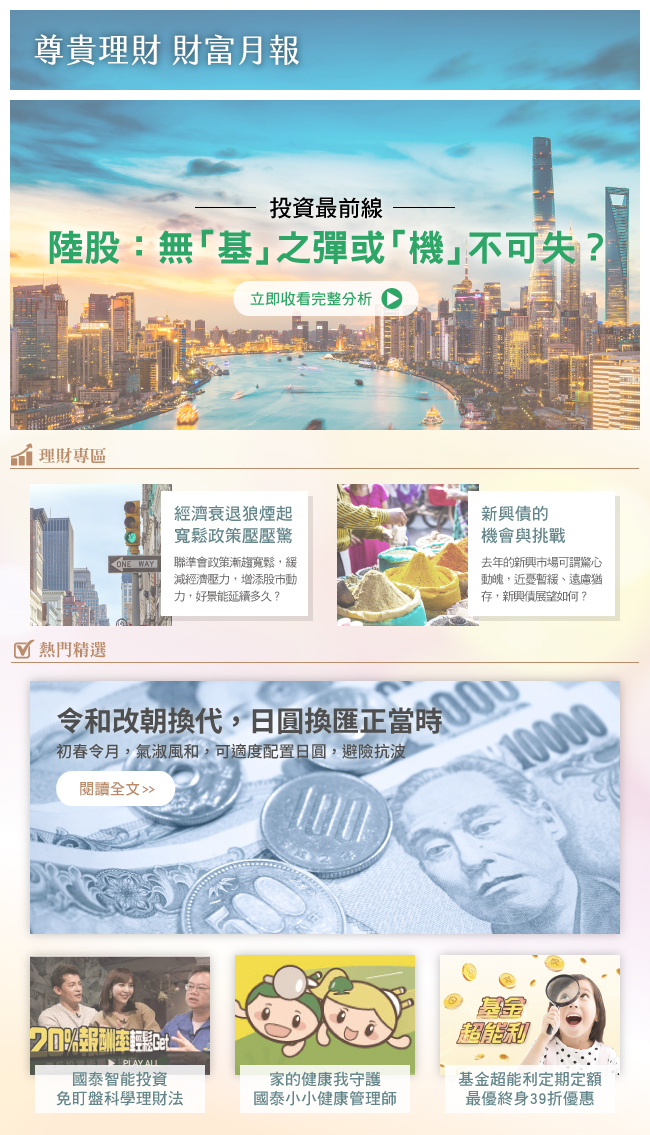 尊貴理財 財富月報
投資最前線
陸股：無「基」之彈或「機」不可失？
立即收看完整分析
理財專區
經濟衰退狼煙起
寬鬆政策壓壓驚
聯準會政策漸趨寬鬆，緩
減經濟壓力，增添股市動
力，好景能延續多久？
ONE WAY
新興債的
機會與挑戰
去年的新興市場可謂驚心
動魄，近憂暫緩、遠慮猶
存，新興債展望如何？
熱門精選
令和改朝換代，日圓換匯正當時
初春令月，氣淑風和，可適度配置日圓，避險抗波
閱讀全文>>
10000
100
500
70%報酬率輕鬆Get
PLAY ALL
國泰智能投資
免盯盤科學理財法
家的健康我守護
國泰小小健康管理師
基金
超能利
基金超能利定期定額
最優終身39折優惠